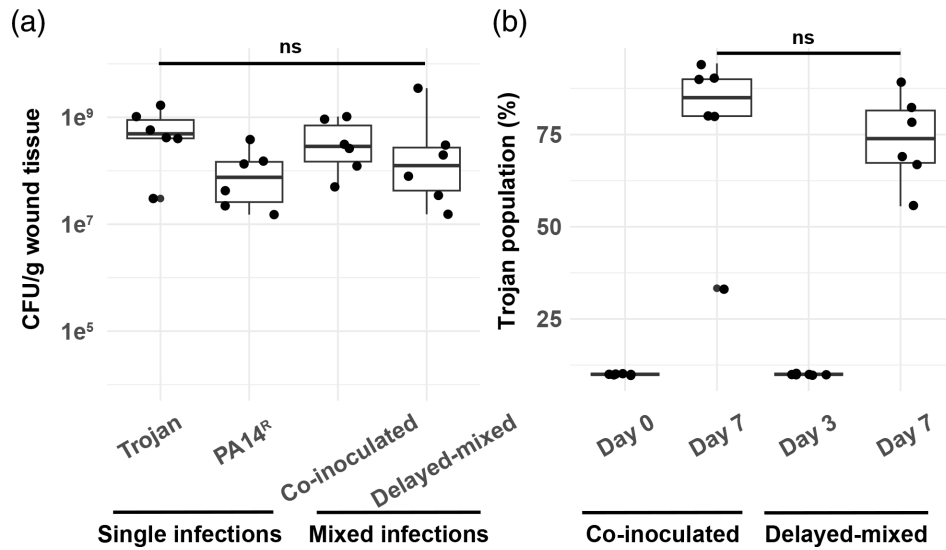 (a)
ns
CFU/g wound tissue
1e⁹
1e⁷
1e⁵
Trojan
PA14ᴿ
Co-inoculated
Delayed-mixed
Single infections
Mixed infections
(b)
ns
Trojan population (%)
75
50
25
Day 0
Day 7
Day 3
Day 7
Co-inoculated
Delayed-mixed